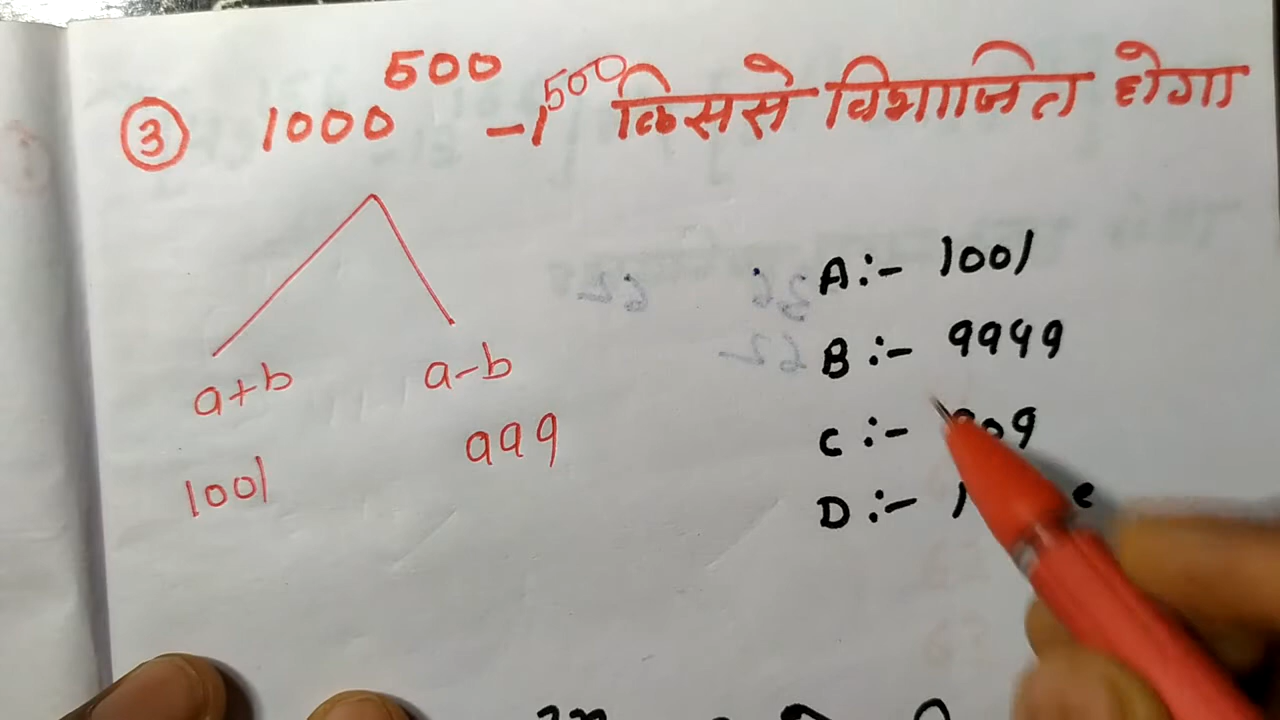 ③ 1000^500 - 1^500 किससे विभाजित होगा
a+b a-b
1001 999
A:- 1001
B:- 9999
C:-
D:-